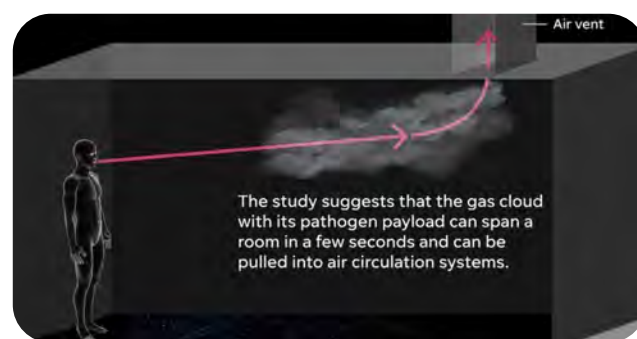 Air vent
The study suggests that the gas cloud
with its pathogen payload can span a
room in a few seconds and can be
pulled into air circulation systems.